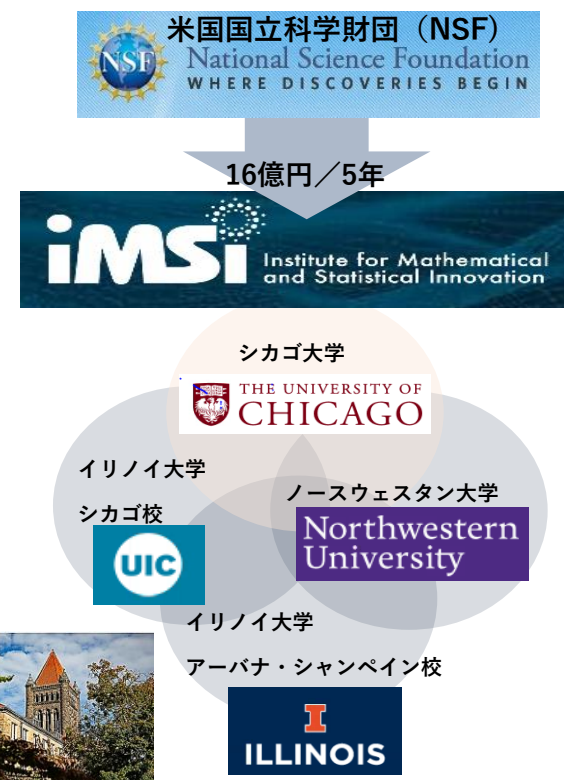 米国国立科学財団（NSF）
NSF
National Science Foundation
WHERE DISCOVERIES BEGIN
16億円／5年
iMSi
Institute for Mathematical
and Statistical Innovation
シカゴ大学
THE UNIVERSITY OF
CHICAGO
イリノイ大学
シカゴ校
UIC
ノースウェスタン大学
Northwestern
University
イリノイ大学
アーバナ・シャンペイン校
I
ILLINOIS